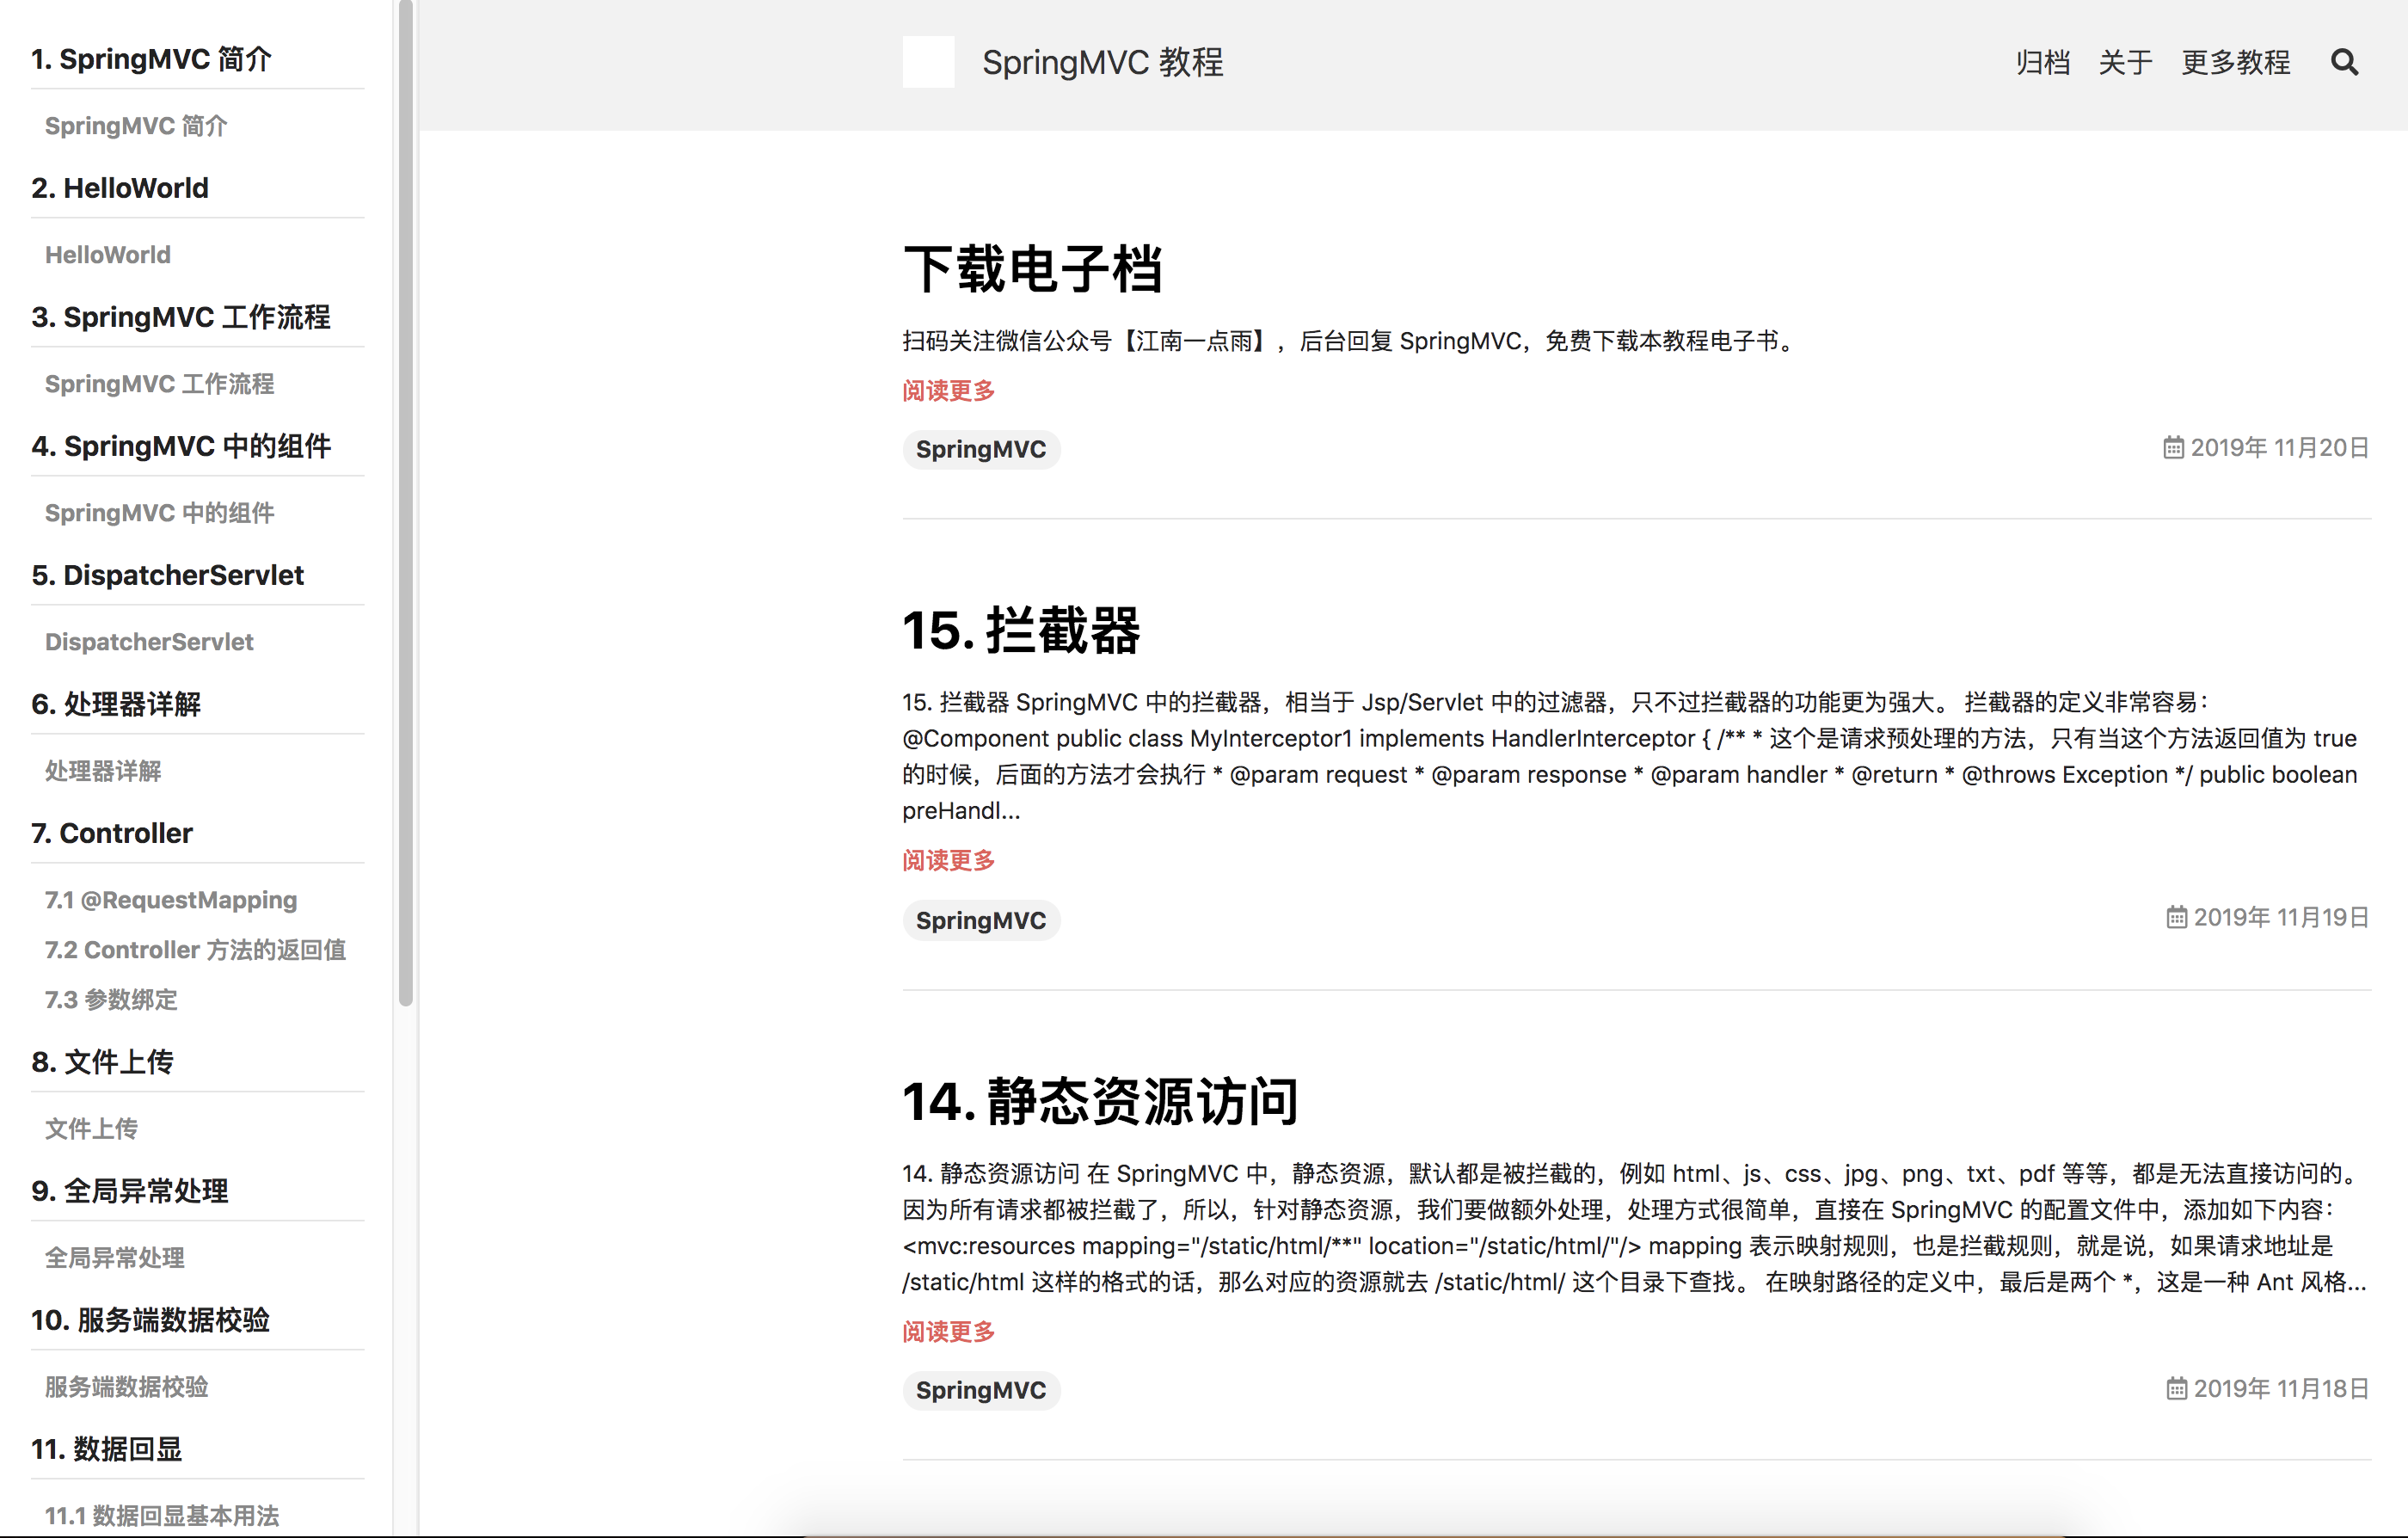 1. SpringMVC 简介
SpringMVC 简介
2. HelloWorld
HelloWorld
3. SpringMVC 工作流程
SpringMVC 工作流程
4. SpringMVC 中的组件
SpringMVC 中的组件
5. DispatcherServlet
DispatcherServlet
6. 处理器详解
处理器详解
7. Controller
7.1 @RequestMapping
7.2 Controller 方法的返回值
7.3 参数绑定
8. 文件上传
文件上传
9. 全局异常处理
全局异常处理
10. 服务端数据校验
服务端数据校验
11. 数据回显
11.1 数据回显基本用法
SpringMVC 教程
归档 关于 更多教程
下载电子档
扫码关注微信公众号【江南一点雨】，后台回复 SpringMVC，免费下载本教程电子书。
阅读更多
SpringMVC
2019年 11月20日
15. 拦截器
15. 拦截器 SpringMVC 中的拦截器，相当于 Jsp/Servlet 中的过滤器，只不过拦截器的功能更为强大。 拦截器的定义非常容易：
@Component public class MyInterceptor1 implements HandlerInterceptor { /** * 这个是请求预处理的方法，只有当这个方法返回值为 true
的时候，后面的方法才会执行 * @param request * @param response * @param handler * @return * @throws Exception */ public boolean
preHandl...
阅读更多
SpringMVC
2019年 11月19日
14. 静态资源访问
14. 静态资源访问 在 SpringMVC 中，静态资源，默认都是被拦截的，例如 html、js、css、jpg、png、txt、pdf 等等，都是无法直接访问的。
因为所有请求都被拦截了，所以，针对静态资源，我们要做额外处理，处理方式很简单，直接在 SpringMVC 的配置文件中，添加如下内容：
<mvc:resources mapping="/static/html/**" location="/static/html/"/> mapping 表示映射规则，也是拦截规则，就是说，如果请求地址是
/static/html 这样的格式的话，那么对应的资源就去 /static/html/ 这个目录下查找。 在映射路径的定义中，最后是两个 *，这是一种 Ant 风格...
阅读更多
SpringMVC
2019年 11月18日